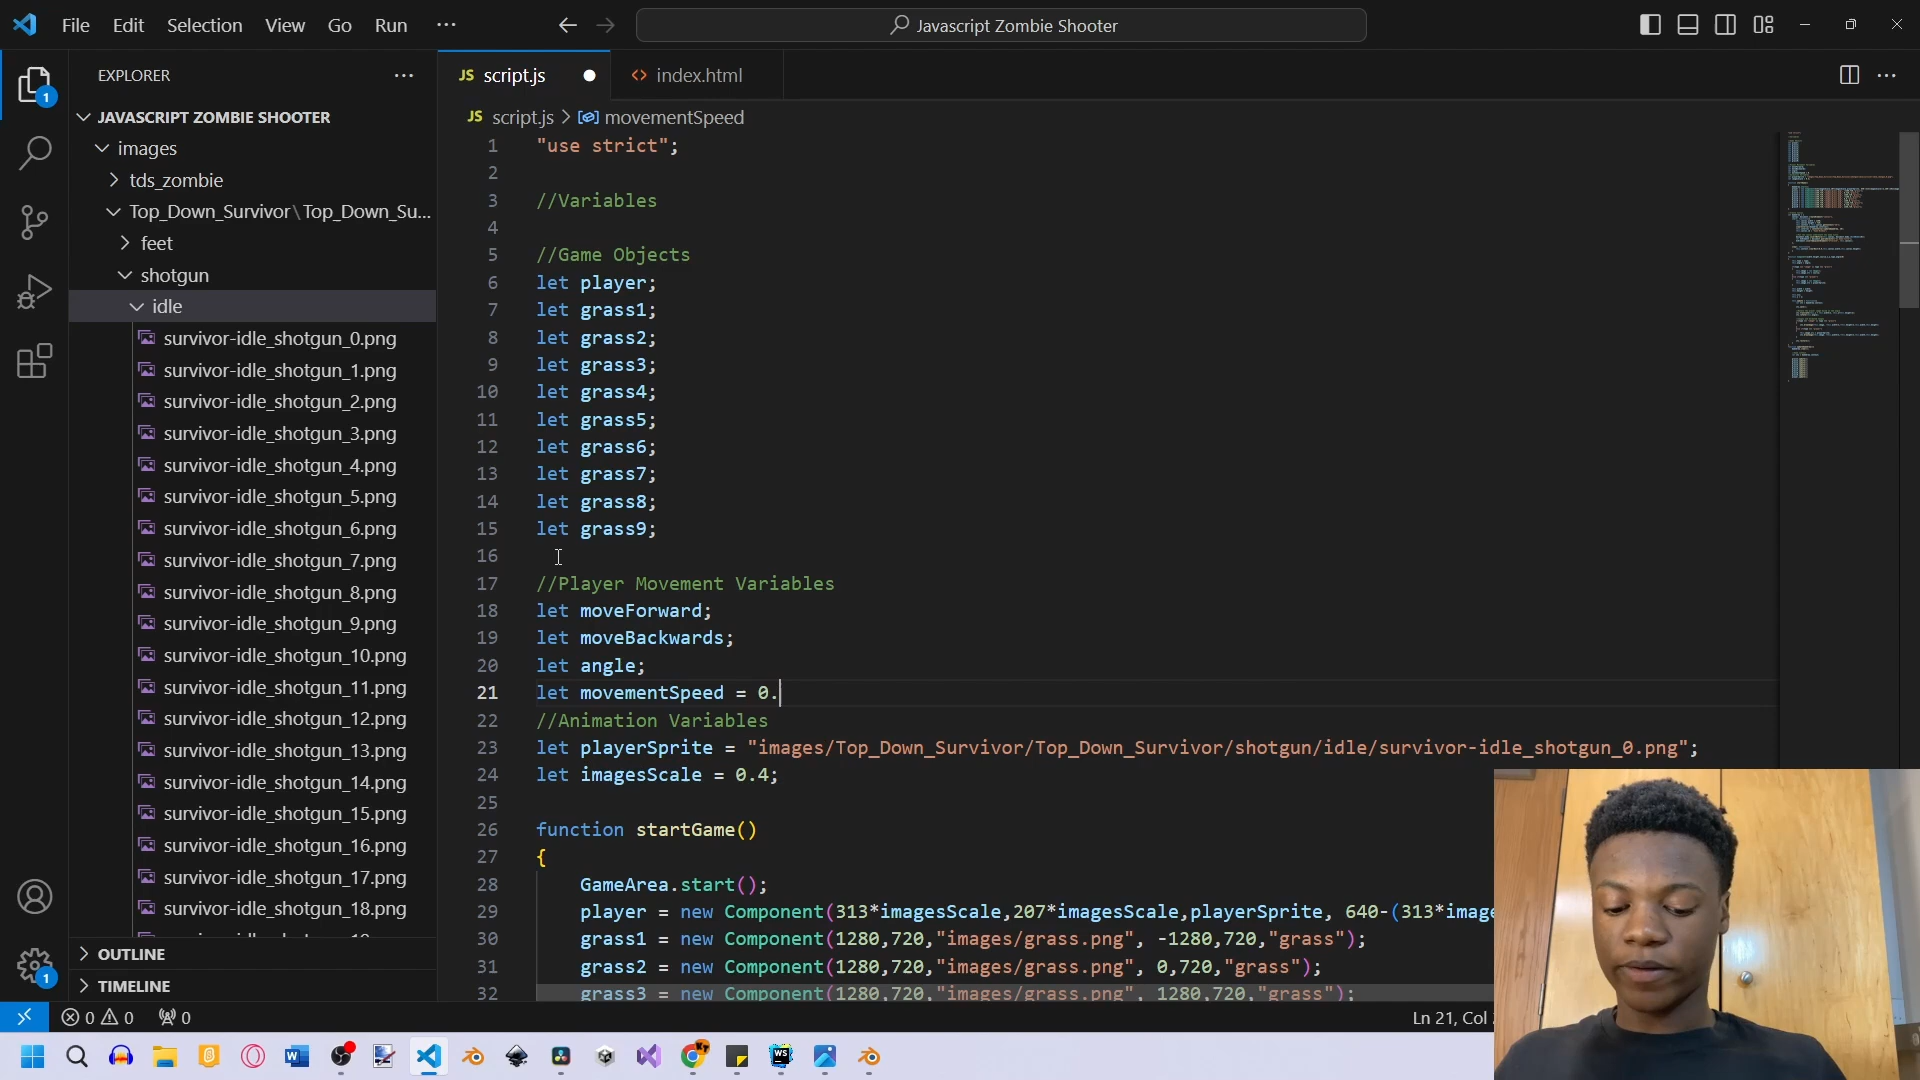 File Edit Selection View Go Run ···
Javascript Zombie Shooter
EXPLORER ···
JAVASCRIPT ZOMBIE SHOOTER
images
tds_zombie
Top_Down_Survivor\Top_Down_Su...
feet
shotgun
idle
survivor-idle_shotgun_0.png
survivor-idle_shotgun_1.png
survivor-idle_shotgun_2.png
survivor-idle_shotgun_3.png
survivor-idle_shotgun_4.png
survivor-idle_shotgun_5.png
survivor-idle_shotgun_6.png
survivor-idle_shotgun_7.png
survivor-idle_shotgun_8.png
survivor-idle_shotgun_9.png
survivor-idle_shotgun_10.png
survivor-idle_shotgun_11.png
survivor-idle_shotgun_12.png
survivor-idle_shotgun_13.png
survivor-idle_shotgun_14.png
survivor-idle_shotgun_15.png
survivor-idle_shotgun_16.png
survivor-idle_shotgun_17.png
survivor-idle_shotgun_18.png
OUTLINE
TIMELINE
1
1
JS script.js
<> index.html
JS script.js > movementSpeed
1 "use strict";
2
3 //Variables
4
5 //Game Objects
6 let player;
7 let grass1;
8 let grass2;
9 let grass3;
10 let grass4;
11 let grass5;
12 let grass6;
13 let grass7;
14 let grass8;
15 let grass9;
16
17 //Player Movement Variables
18 let moveForward;
19 let moveBackwards;
20 let angle;
21 let movementSpeed = 0.
22 //Animation Variables
23 let playerSprite = "images/Top_Down_Survivor/Top_Down_Survivor/shotgun/idle/survivor-idle_shotgun_0.png";
24 let imagesScale = 0.4;
25
26 function startGame()
27 {
28 GameArea.start();
29 player = new Component(313*imagesScale,207*imagesScale,playerSprite, 640-(313*image
30 grass1 = new Component(1280,720,"images/grass.png", -1280,720,"grass");
31 grass2 = new Component(1280,720,"images/grass.png", 0,720,"grass");
32 grass3 = new Component(1280,720,"images/grass.png", 1280,720,"grass");
0 0 0
Ln 21, Col